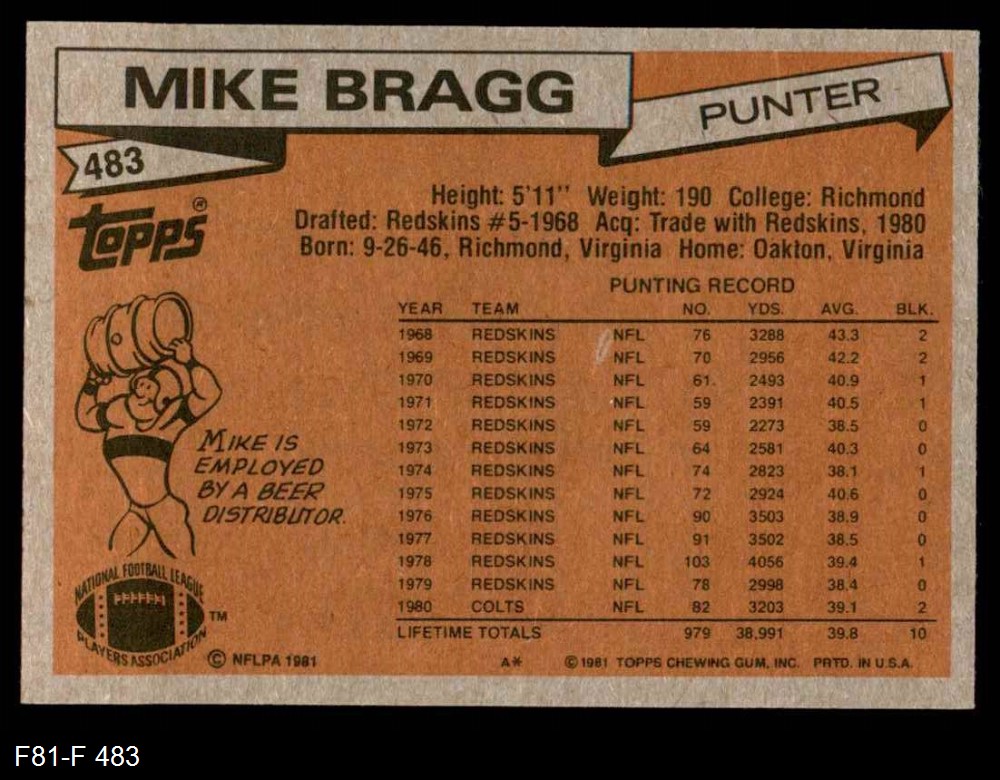 MIKE BRAGG
PUNTER
483
Topps®
Height: 5'11" Weight: 190 College: Richmond
Drafted: Redskins #5-1968 Acq: Trade with Redskins, 1980
Born: 9-26-46, Richmond, Virginia Home: Oakton, Virginia
PUNTING RECORD
YEAR TEAM NO. YDS. AVG. BLK.
1968 REDSKINS NFL 76 3288 43.3 2
1969 REDSKINS NFL 70 2956 42.2 2
1970 REDSKINS NFL 61. 2493 40.9 1
1971 REDSKINS NFL 59 2391 40.5 1
1972 REDSKINS NFL 59 2273 38.5 0
1973 REDSKINS NFL 64 2581 40.3 0
1974 REDSKINS NFL 74 2823 38.1 1
1975 REDSKINS NFL 72 2924 40.6 0
1976 REDSKINS NFL 90 3503 38.9 0
1977 REDSKINS NFL 91 3502 38.5 0
1978 REDSKINS NFL 103 4056 39.4 1
1979 REDSKINS NFL 78 2998 38.4 0
1980 COLTS NFL 82 3203 39.1 2
LIFETIME TOTALS 979 38,991 39.8 10
MIKE IS
EMPLOYED
BY A BEER
DISTRIBUTOR.
NATIONAL FOOTBALL LEAGUE
PLAYERS ASSOCIATION
TM
© NFLPA 1981
A* © 1981 TOPPS CHEWING GUM, INC. PRTD. IN U.S.A.
F81-F 483